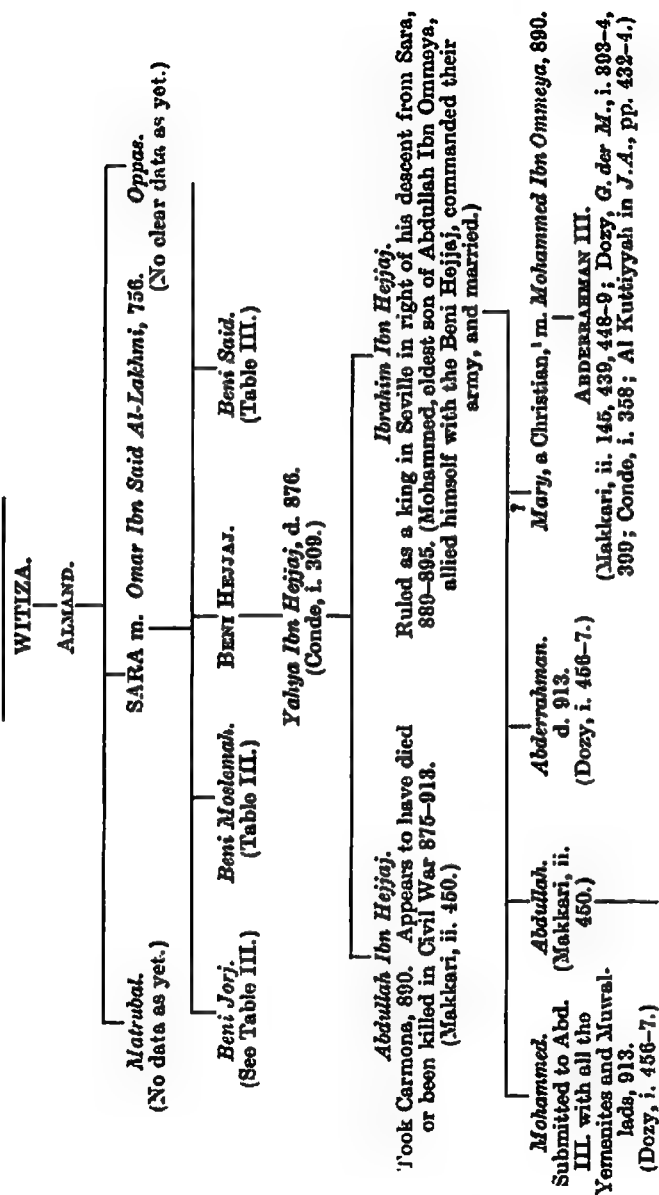 WITIZA.
ALMAND.
Matrubal.
(No data as yet.)
SARA m. Omar Ibn Said Al-Lakhmi, 756.
Oppas.
(No clear data as yet.)
Beni Jorj.
(See Table III.)
Beni Moslemah.
(Table III.)
BENI HEJJAJ.
Beni Said.
(Table III.)
Yahya Ibn Hejjaj, d. 876.
(Conde, i. 309.)
Abdullah Ibn Hejjaj.
Took Carmona, 890. Appears to have died
or been killed in Civil War 875–913.
(Makkari, ii. 450.)
Ibrahim Ibn Hejjaj.
Ruled as a king in Seville in right of his descent from Sara,
889–895. (Mohammed, oldest son of Abdullah Ibn Ommeya,
allied himself with the Beni Hejjaj, commanded their
army, and married.)
Mohammed.
Submitted to Abd.
III. with all the
Yemenites and Muwal-
lads, 913.
(Dozy, i. 456–7.)
Abdullah.
(Makkari, ii.
450.)
Abderrahman.
d. 913.
(Dozy, i. 456–7.)
?
Mary, a Christian,¹ m. Mohammed Ibn Ommeya, 890.
ABDERRAHMAN III.
(Makkari, ii. 145, 439, 448–9; Dozy, G. der M., i. 393–4,
399; Conde, i. 358; Al Kuttiyyah in J.A., pp. 432–4.)